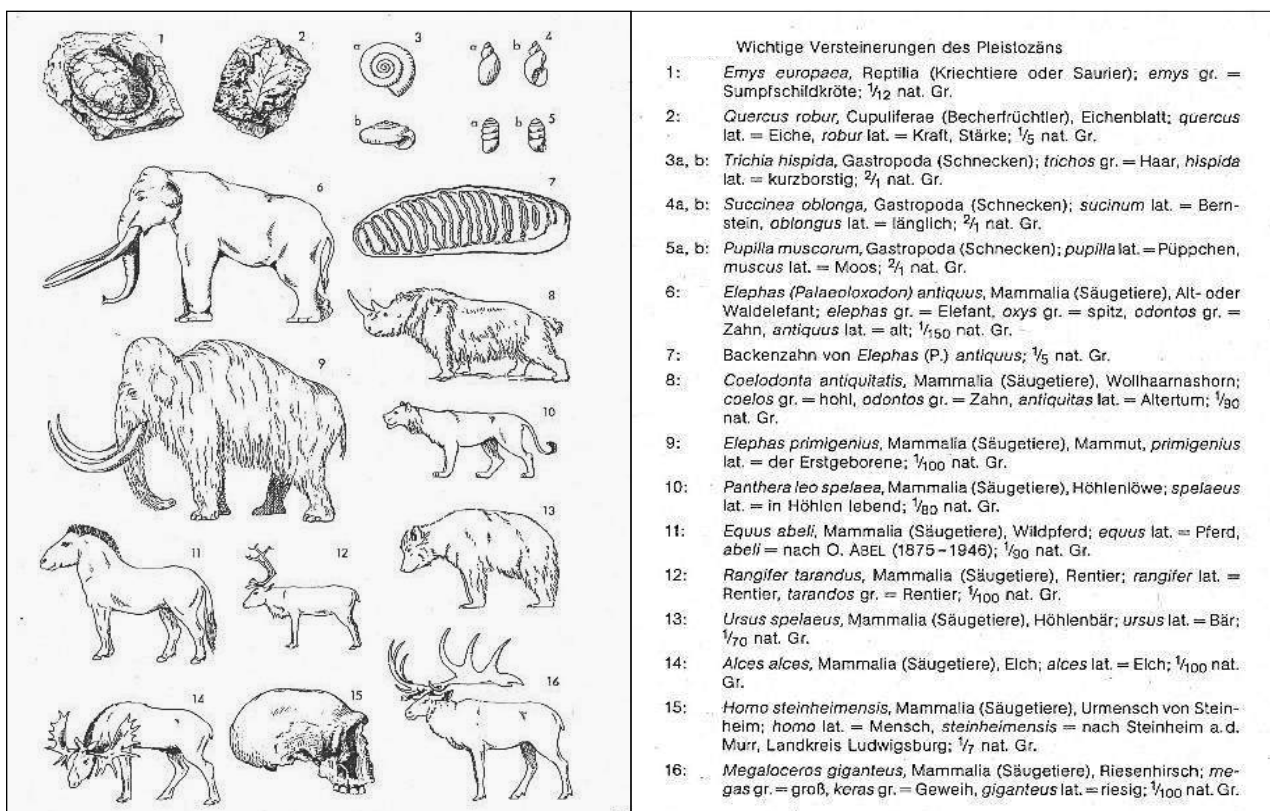 1
2
3
a
b
4
a
b
5
a
b
6
7
8
9
10
11
12
13
14
15
16
Wichtige Versteinerungen des Pleistozäns
1: Emys europaea, Reptilia (Kriechtiere oder Saurier); emys gr. =
Sumpfschildkröte; 1/12 nat. Gr.
2: Quercus robur, Cupuliferae (Becherfrüchtler), Eichenblatt; quercus
lat. = Eiche, robur lat. = Kraft, Stärke; 1/5 nat. Gr.
3a, b: Trichia hispida, Gastropoda (Schnecken); trichos gr. = Haar, hispida
lat. = kurzborstig; 2/1 nat. Gr.
4a, b: Succinea oblonga, Gastropoda (Schnecken); sucinum lat. = Bern-
stein, oblongus lat. = länglich; 2/1 nat. Gr.
5a, b: Pupilla muscorum, Gastropoda (Schnecken); pupilla lat. = Püppchen,
muscus lat. = Moos; 2/1 nat. Gr.
6: Elephas (Palaeoloxodon) antiquus, Mammalia (Säugetiere), Alt- oder
Waldelefant; elephas gr. = Elefant, oxys gr. = spitz, odontos gr. =
Zahn, antiquus lat. = alt; 1/150 nat. Gr.
7: Backenzahn von Elephas (P.) antiquus; 1/5 nat. Gr.
8: Coelodonta antiquitatis, Mammalia (Säugetiere), Wollhaarnashorn;
coelos gr. = hohl, odontos gr. = Zahn, antiquitas lat. = Altertum; 1/90
nat. Gr.
9: Elephas primigenius, Mammalia (Säugetiere), Mammut, primigenius
lat. = der Erstgeborene; 1/100 nat. Gr.
10: Panthera leo spelaea, Mammalia (Säugetiere), Höhlenlöwe; spelaeus
lat. = in Höhlen lebend; 1/80 nat. Gr.
11: Equus abeli, Mammalia (Säugetiere), Wildpferd; equus lat. = Pferd,
abeli = nach O. ABEL (1875-1946); 1/90 nat. Gr.
12: Rangifer tarandus, Mammalia (Säugetiere), Rentier; rangifer lat. =
Rentier, tarandos gr. = Rentier; 1/100 nat. Gr.
13: Ursus spelaeus, Mammalia (Säugetiere), Höhlenbär; ursus lat. = Bär;
1/70 nat. Gr.
14: Alces alces, Mammalia (Säugetiere), Elch; alces lat. = Elch; 1/100 nat.
Gr.
15: Homo steinheimensis, Mammalia (Säugetiere), Urmensch von Stein-
heim; homo lat. = Mensch, steinheimensis = nach Steinheim a. d.
Murr, Landkreis Ludwigsburg; 1/7 nat. Gr.
16: Megaloceros giganteus, Mammalia (Säugetiere), Riesenhirsch; me-
gas gr. = groß, keras gr. = Geweih, giganteus lat. = riesig; 1/100 nat. Gr.